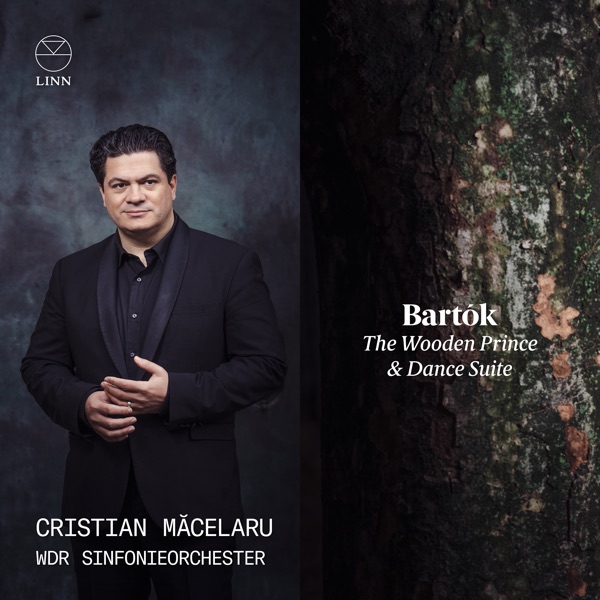 LINN
Bartók
The Wooden Prince
& Dance Suite
CRISTIAN MĂCELARU
WDR SINFONIEORCHESTER